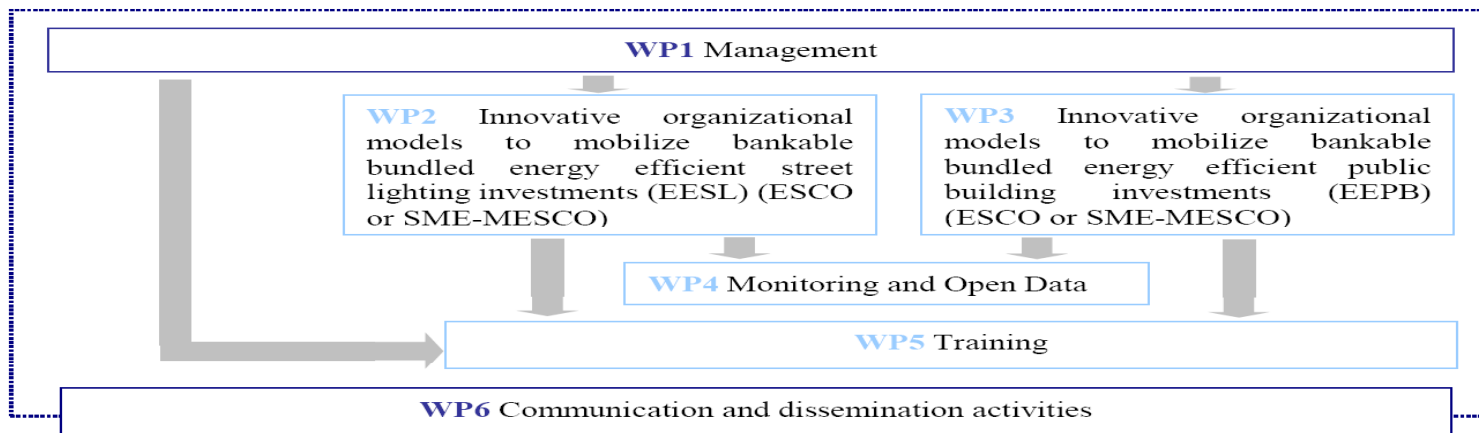 WP1 Management
WP2 Innovative organizational
models to mobilize bankable
bundled energy efficient street
lighting investments (EESL) (ESCO
or SME-MESCO)
WP3 Innovative organizational
models to mobilize bankable
bundled energy efficient public
building investments (EEPB)
(ESCO or SME-MESCO)
WP4 Monitoring and Open Data
WP5 Training
WP6 Communication and dissemination activities